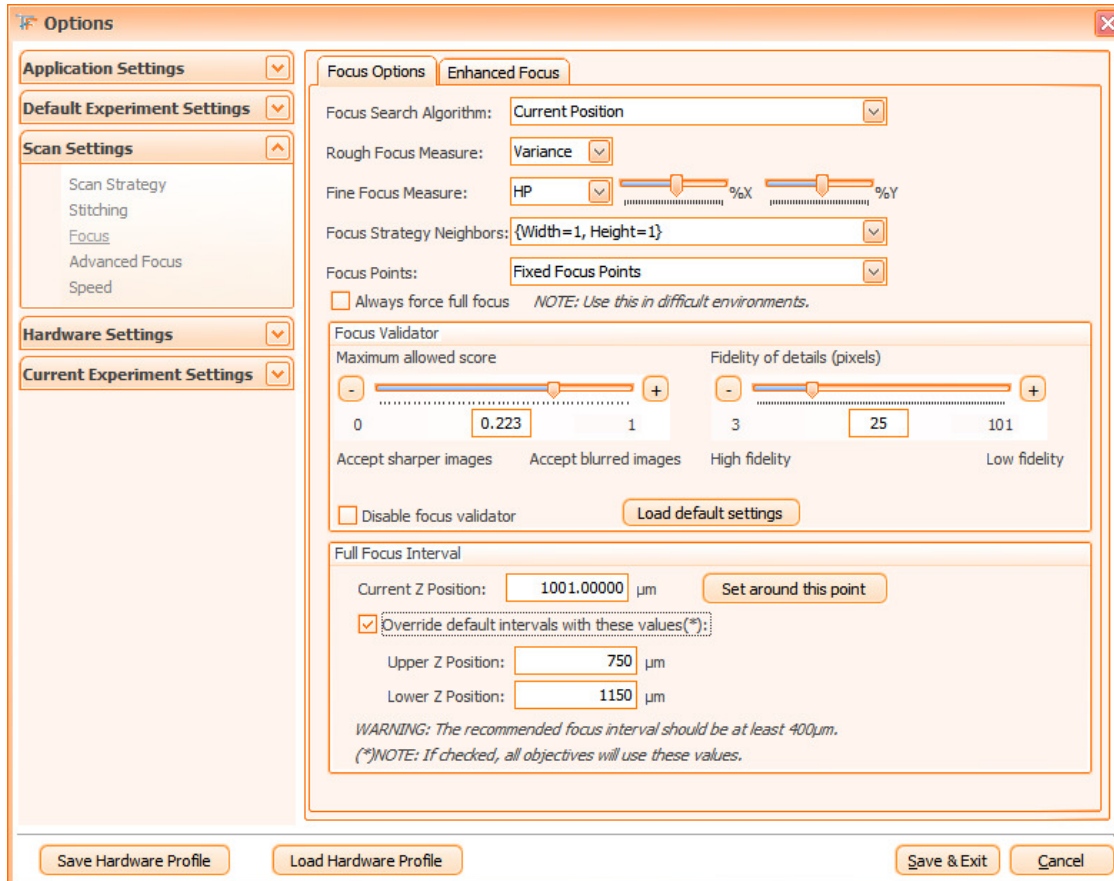 Options
Application Settings
Default Experiment Settings
Scan Settings
Scan Strategy
Stitching
Focus
Advanced Focus
Speed
Hardware Settings
Current Experiment Settings
Focus Options Enhanced Focus
Focus Search Algorithm: Current Position
Rough Focus Measure: Variance
Fine Focus Measure: HP %X %Y
Focus Strategy Neighbors: {Width=1, Height=1}
Focus Points: Fixed Focus Points
Always force full focus NOTE: Use this in difficult environments.
Focus Validator
Maximum allowed score Fidelity of details (pixels)
- + - +
0 0.223 1 3 25 101
Accept sharper images Accept blurred images High fidelity Low fidelity
Disable focus validator Load default settings
Full Focus Interval
Current Z Position: 1001.00000 µm Set around this point
Override default intervals with these values(*):
Upper Z Position: 750 µm
Lower Z Position: 1150 µm
WARNING: The recommended focus interval should be at least 400µm.
(*)NOTE: If checked, all objectives will use these values.
Save Hardware Profile Load Hardware Profile Save & Exit Cancel